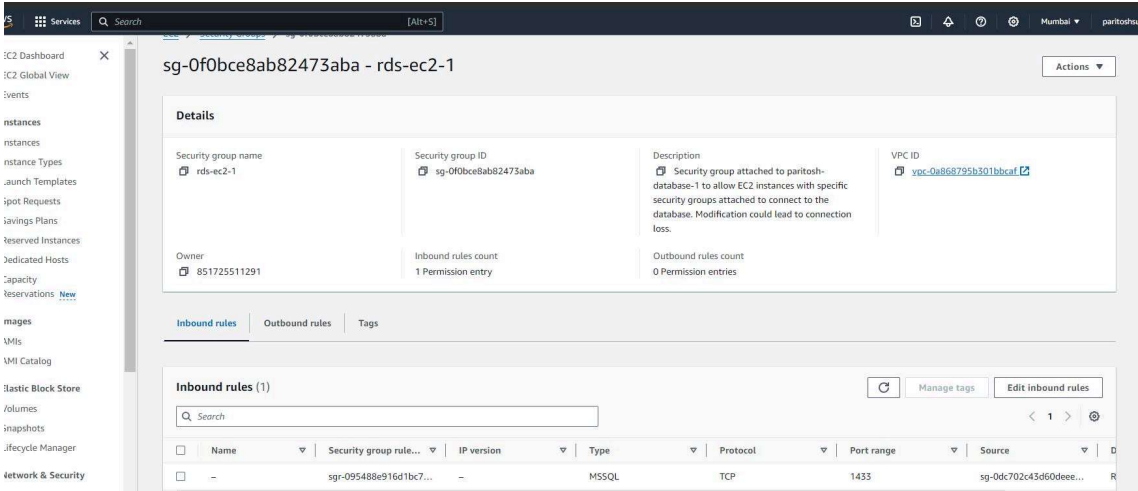 Services
Search
[Alt+S]
Mumbai
EC2 Dashboard
EC2 Global View
Events
Instances
Instances
Instance Types
Launch Templates
Spot Requests
Savings Plans
Reserved Instances
Dedicated Hosts
Capacity
Reservations New
Images
AMIs
AMI Catalog
Elastic Block Store
Volumes
Snapshots
Lifecycle Manager
Network & Security
EC2 > Security Groups >
sg-0f0bce8ab82473aba - rds-ec2-1
Actions
Details
Security group name
rds-ec2-1
Security group ID
sg-0f0bce8ab82473aba
Description
Security group attached to paritosh-
database-1 to allow EC2 instances with specific
security groups attached to connect to the
database. Modification could lead to connection
loss.
VPC ID
vpc-0a868795b301bbcaf
Owner
851725511291
Inbound rules count
1 Permission entry
Outbound rules count
0 Permission entries
Inbound rules Outbound rules Tags
Inbound rules (1)
Manage tags
Edit inbound rules
Search
< 1 >
Name Security group rule... IP version Type Protocol Port range Source
– sgr-095488e916d1bc7... – MSSQL TCP 1433 sg-0dc702c43d60deee...